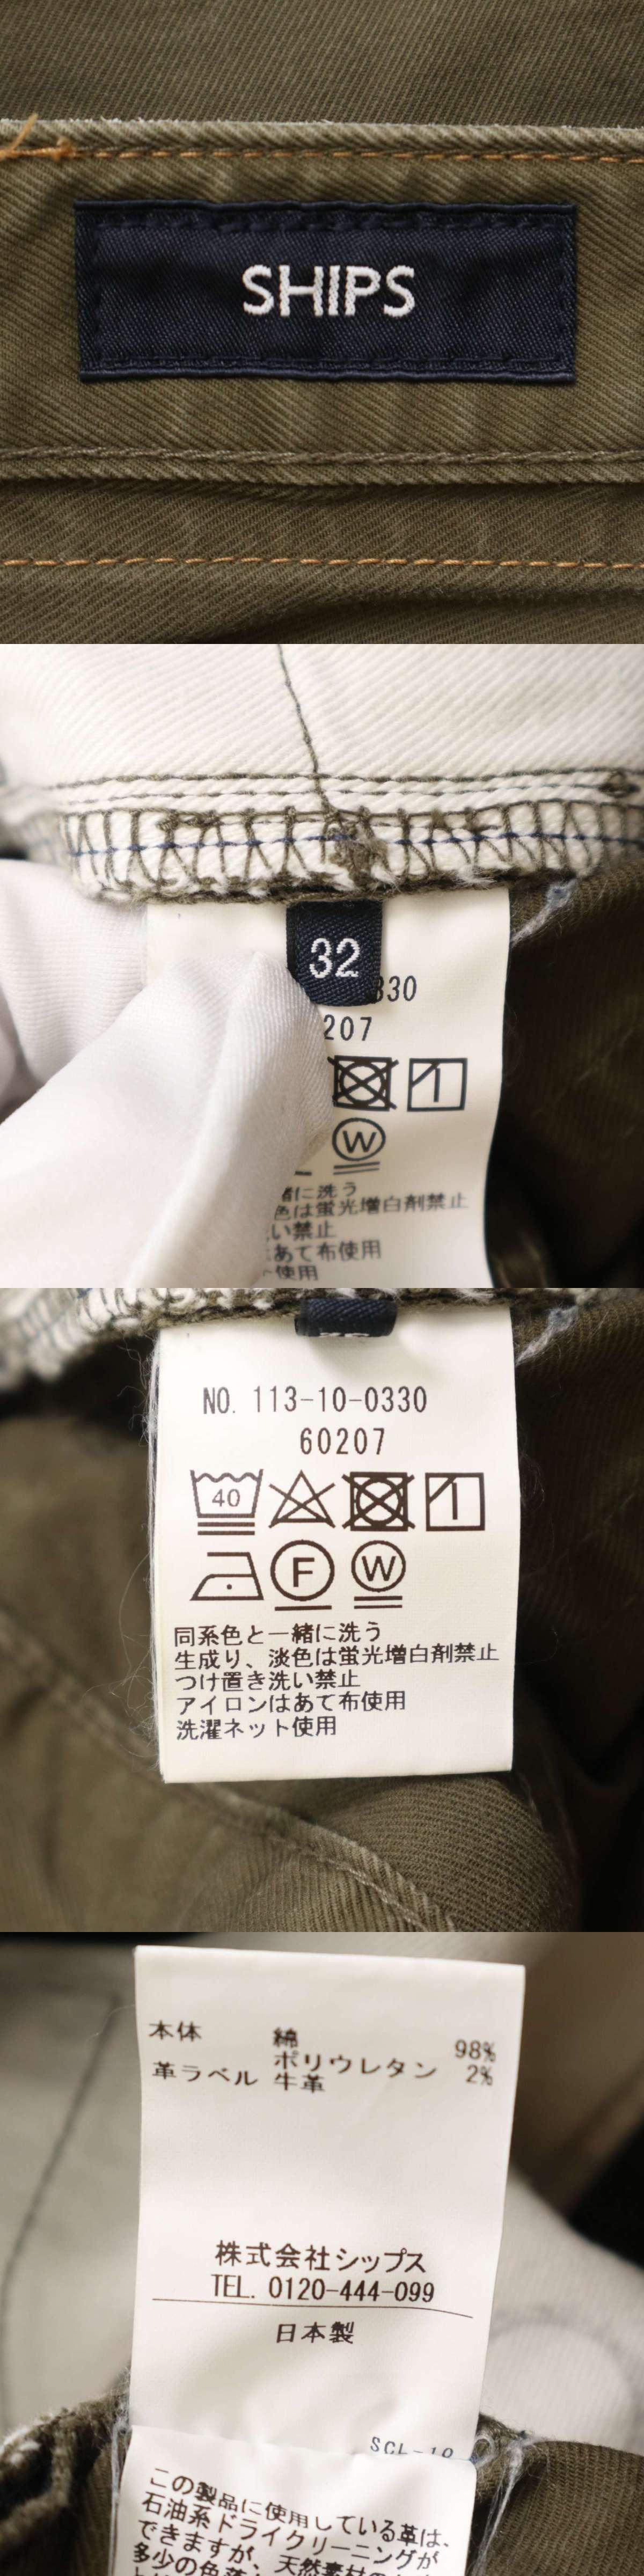 SHIPS
32
330
207
W
緒に洗う
色は蛍光増白剤禁止
い禁止
あて布使用
使用
NO. 113-10-0330
60207
40
F W
同系色と一緒に洗う
生成り、淡色は蛍光増白剤禁止
つけ置き洗い禁止
アイロンはあて布使用
洗濯ネット使用
本体 綿 98%
ポリウレタン 2%
革ラベル 牛革
株式会社シップス
TEL. 0120-444-099
日本製
SCL-10
この製品に使用している革は、
石油系ドライクリーニングが
できますが、天然素材の
多少の色落